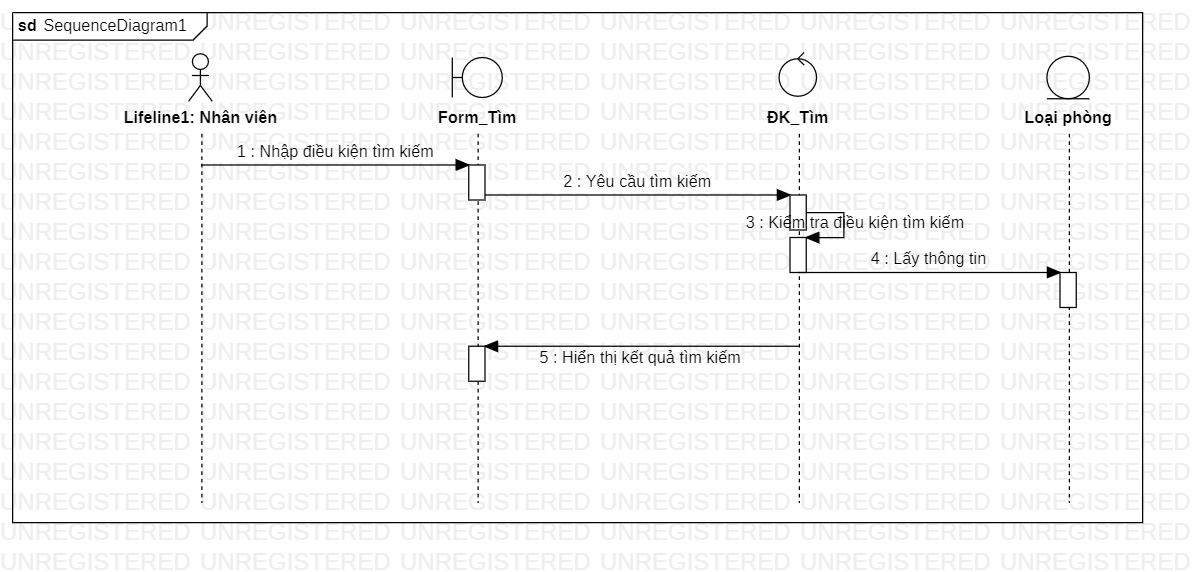 sd SequenceDiagram1
Lifeline1: Nhân viên
Form_Tìm
ĐK_Tìm
Loại phòng
1 : Nhập điều kiện tìm kiếm
2 : Yêu cầu tìm kiếm
3 : Kiểm tra điều kiện tìm kiếm
4 : Lấy thông tin
5 : Hiển thị kết quả tìm kiếm
UNREGISTERED